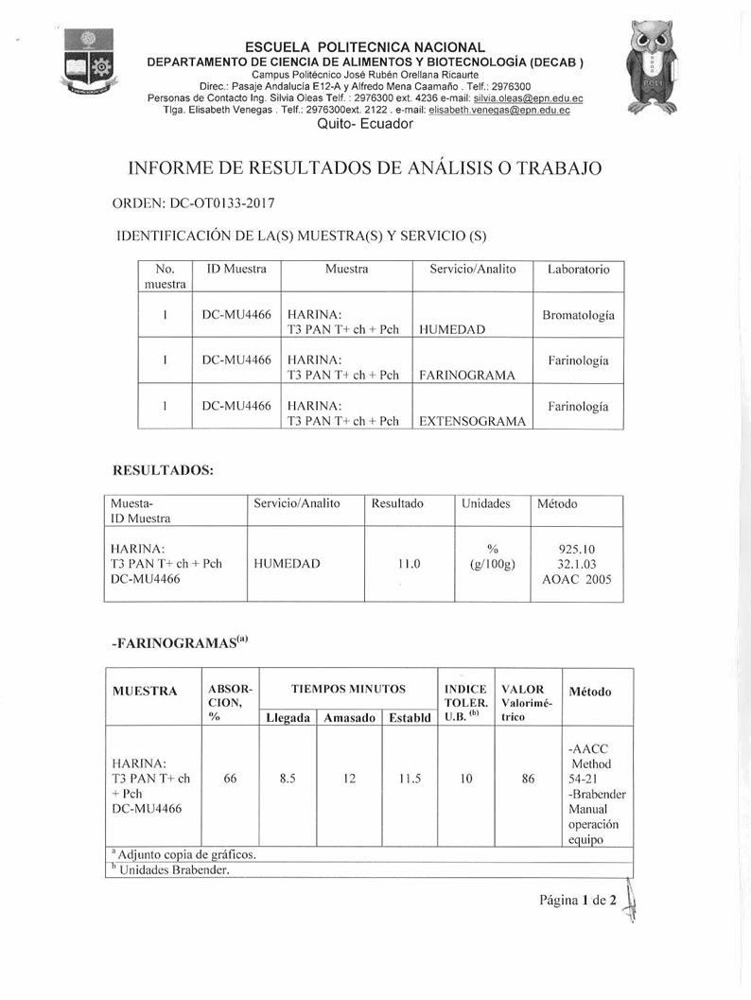 ESCUELA POLITECNICA NACIONAL
DEPARTAMENTO DE CIENCIA DE ALIMENTOS Y BIOTECNOLOGÍA (DECAB )
Campus Politécnico José Rubén Orellana Ricaurte
Direc.: Pasaje Andalucía E12-A y Alfredo Mena Caamaño . Telf.: 2976300
Personas de Contacto Ing. Silvia Oleas Telf. : 2976300 ext. 4236 e-mail: silvia.oleas@epn.edu.ec
Tlga. Elisabeth Venegas . Telf.: 2976300ext. 2122 . e-mail: elisabeth.venegas@epn.edu.ec
Quito- Ecuador
POLI
INFORME DE RESULTADOS DE ANÁLISIS O TRABAJO
ORDEN: DC-OT0133-2017
IDENTIFICACIÓN DE LA(S) MUESTRA(S) Y SERVICIO (S)
No. muestra ID Muestra Muestra Servicio/Analito Laboratorio
1 DC-MU4466 HARINA: Bromatología
T3 PAN T+ ch + Pch HUMEDAD
1 DC-MU4466 HARINA: Farinología
T3 PAN T+ ch + Pch FARINOGRAMA
1 DC-MU4466 HARINA: Farinología
T3 PAN T+ ch + Pch EXTENSOGRAMA
RESULTADOS:
Muesta- Servicio/Analito Resultado Unidades Método
ID Muestra
HARINA: % 925.10
T3 PAN T+ ch + Pch HUMEDAD 11.0 (g/100g) 32.1.03
DC-MU4466 AOAC 2005
-FARINOGRAMAS(a)
MUESTRA ABSOR- TIEMPOS MINUTOS INDICE VALOR Método
CION, TOLER. Valorimé-
% Llegada Amasado Establd U.B. (b) trico
-AACC
HARINA: Method
T3 PAN T+ ch 66 8.5 12 11.5 10 86 54-21
+ Pch -Brabender
DC-MU4466 Manual
operación
equipo
a Adjunto copia de gráficos.
b Unidades Brabender.
Página 1 de 2